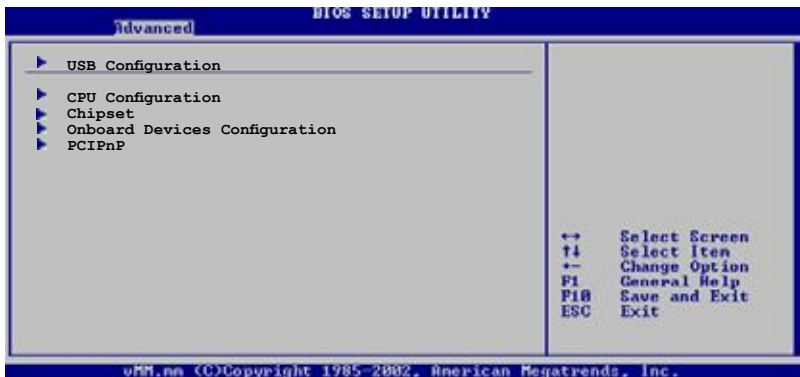 BIOS SETUP UTILITY
Advanced
USB Configuration
CPU Configuration
Chipset
Onboard Devices Configuration
PCIPnP
←→ Select Screen
↑↓ Select Item
+- Change Option
F1 General Help
F10 Save and Exit
ESC Exit
vMM.mm (C)Copyright 1985-2002, American Megatrends, Inc.